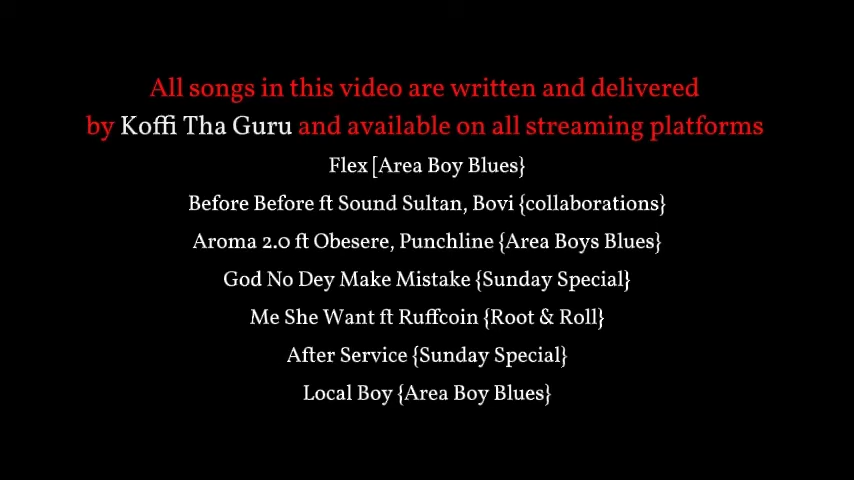 All songs in this video are written and delivered
by Koffi Tha Guru and available on all streaming platforms
Flex [Area Boy Blues}
Before Before ft Sound Sultan, Bovi {collaborations}
Aroma 2.0 ft Obesere, Punchline {Area Boys Blues}
God No Dey Make Mistake {Sunday Special}
Me She Want ft Ruffcoin {Root & Roll}
After Service {Sunday Special}
Local Boy {Area Boy Blues}